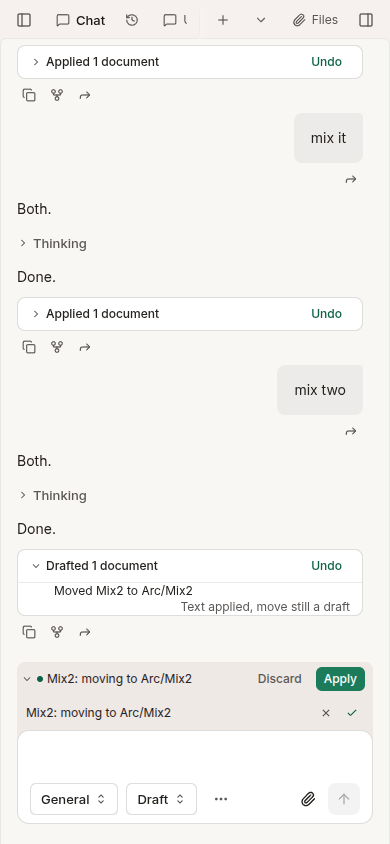 Chat
Files
Applied 1 document
Undo
mix it
Both.
Thinking
Done.
Applied 1 document
Undo
mix two
Both.
Thinking
Done.
Drafted 1 document
Undo
Moved Mix2 to Arc/Mix2
Text applied, move still a draft
Mix2: moving to Arc/Mix2
Discard
Apply
Mix2: moving to Arc/Mix2
General
Draft